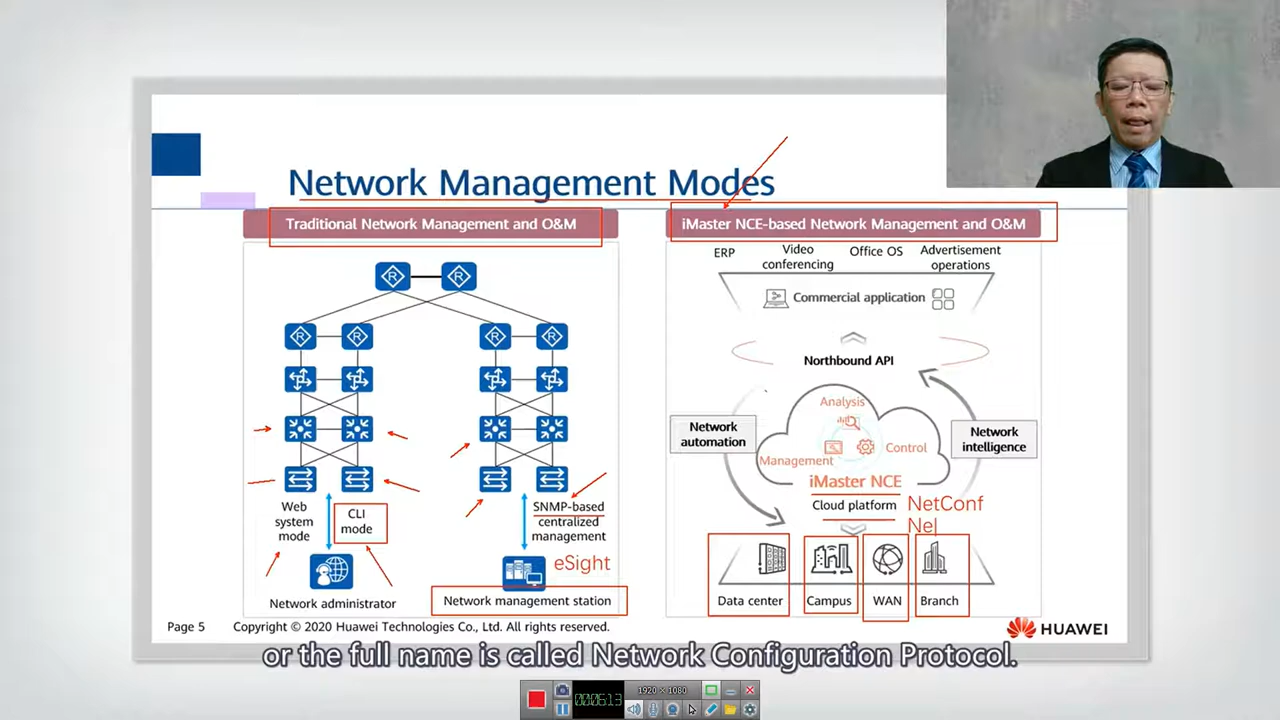 Network Management Modes
Traditional Network Management and O&M
iMaster NCE-based Network Management and O&M
R
R
R
R
R
R
Web
system
mode
CLI
mode
SNMP-based
centralized
management
eSight
Network administrator
Network management station
ERP
Video
conferencing
Office OS
Advertisement
operations
Commercial application
Northbound API
Network
automation
Network
intelligence
Analysis
Control
Management
iMaster NCE
Cloud platform
NetConf
Nel
Data center
Campus
WAN
Branch
Page 5
Copyright © 2020 Huawei Technologies Co., Ltd. All rights reserved.
HUAWEI
or the full name is called Network Configuration Protocol.
1920 × 1080